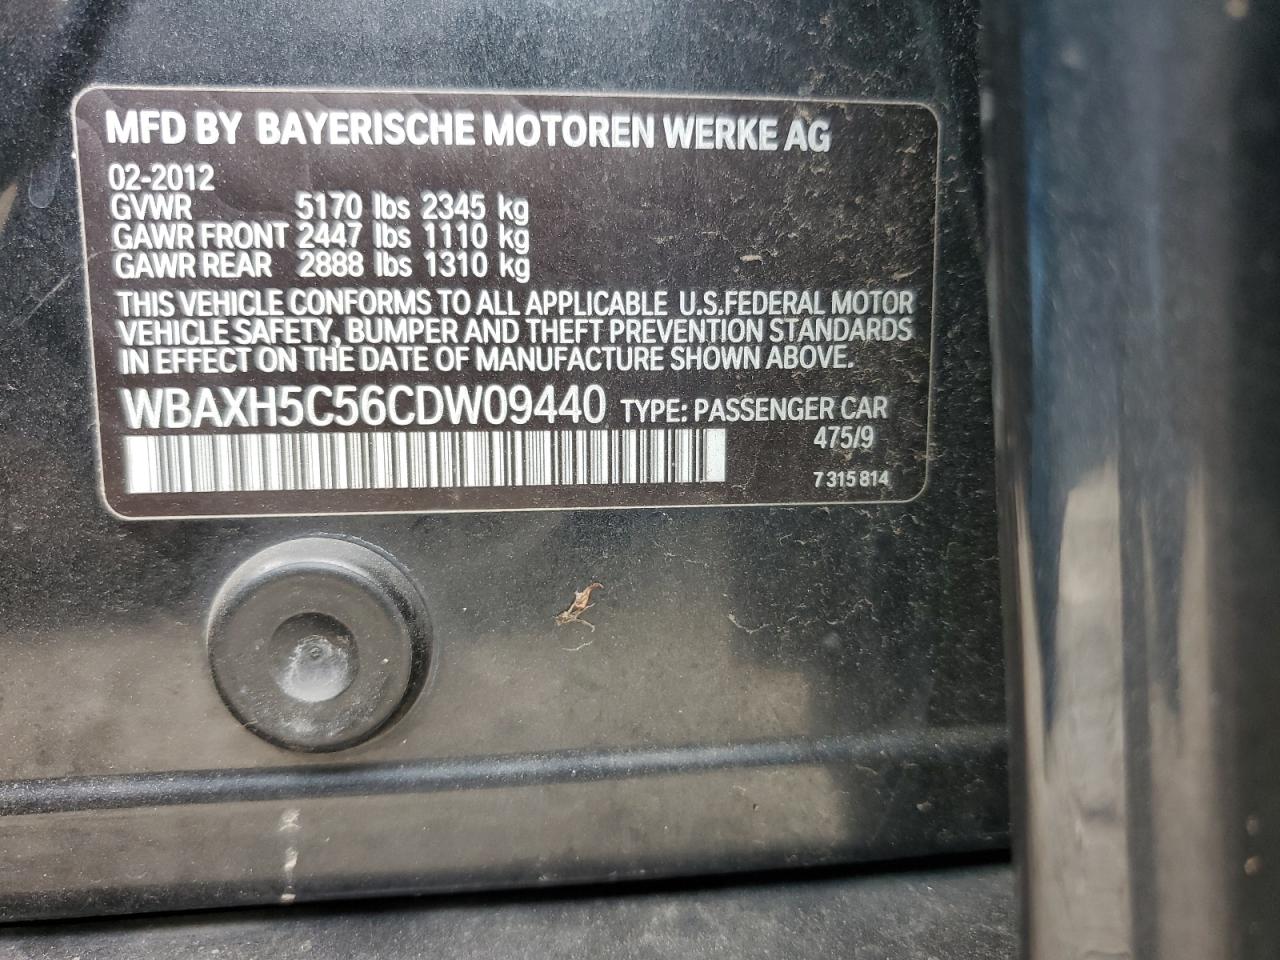 MFD BY BAYERISCHE MOTOREN WERKE AG
02-2012
GVWR 5170 lbs 2345 kg
GAWR FRONT 2447 lbs 1110 kg
GAWR REAR 2888 lbs 1310 kg
THIS VEHICLE CONFORMS TO ALL APPLICABLE U.S.FEDERAL MOTOR
VEHICLE SAFETY, BUMPER AND THEFT PREVENTION STANDARDS
IN EFFECT ON THE DATE OF MANUFACTURE SHOWN ABOVE.
WBAXH5C56CDW09440 TYPE: PASSENGER CAR
475/9
7 315 814